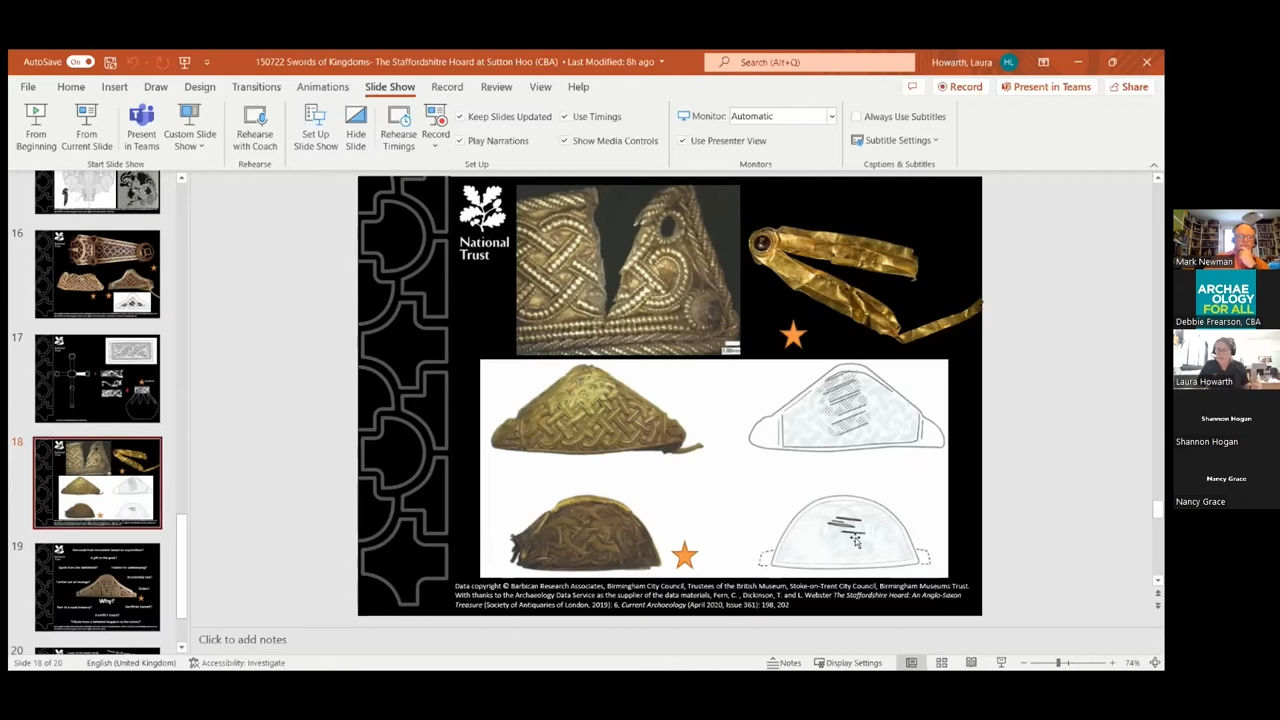 AutoSave On
150722 Swords of Kingdoms- The Staffordshitre Hoard at Sutton Hoo (CBA) • Last Modified: 8h ago
Search (Alt+Q)
Howarth, Laura HL
File Home Insert Draw Design Transitions Animations Slide Show Record Review View Help
Record Present in Teams Share
From Beginning
From Current Slide
Present in Teams
Custom Slide Show
Rehearse with Coach
Set Up Slide Show
Hide Slide
Rehearse Timings
Record
Keep Slides Updated
Use Timings
Play Narrations
Show Media Controls
Monitor: Automatic
Use Presenter View
Always Use Subtitles
Subtitle Settings
Start Slide Show Rehearse Set Up Monitors Captions & Subtitles
16
17
18
19
Why?
20
National
Trust
Data copyright © Barbican Research Associates, Birmingham City Council, Trustees of the British Museum, Stoke-on-Trent City Council, Birmingham Museums Trust.
With thanks to the Archaeology Data Service as the supplier of the data materials, Fern, C. , Dickinson, T. and L. Webster The Staffordshire Hoard: An Anglo-Saxon
Treasure (Society of Antiquaries of London, 2019): 6, Current Archaeology (April 2020, Issue 361): 198, 202
Click to add notes
Slide 18 of 20 English (United Kingdom) Accessibility: Investigate Notes Display Settings 74%
Mark Newman
ARCHAE
OLOGY
FOR ALL
Debbie Frearson, CBA
Laura Howarth
Shannon Hogan
Shannon Hogan
Nancy Grace
Nancy Grace